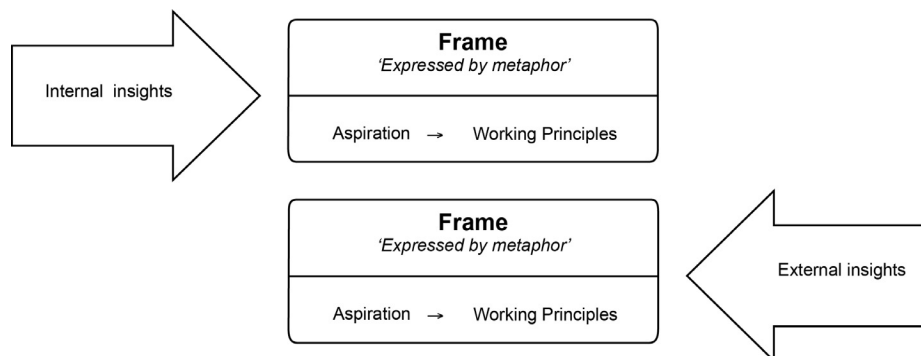 Internal insights
Frame
‘Expressed by metaphor’
Aspiration → Working Principles
Frame
‘Expressed by metaphor’
Aspiration → Working Principles
External insights